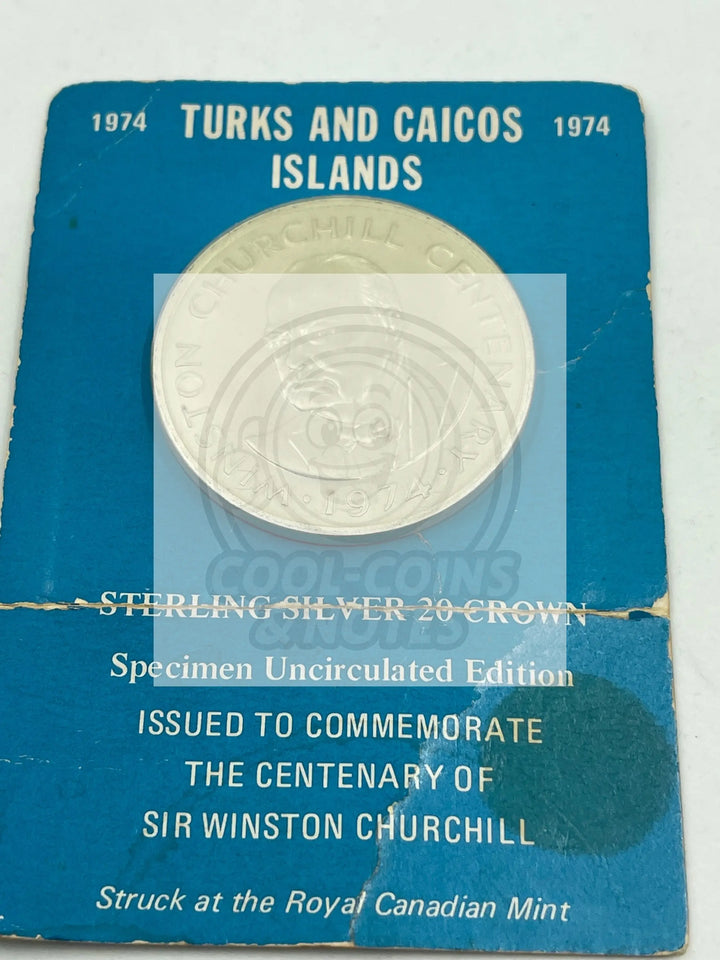 1974 TURKS AND CAICOS 1974
ISLANDS
WINSTON CHURCHILL CENTENARY
· 1974 ·
COOL-COINS
& NOTES
STERLING SILVER 20 CROWN
Specimen Uncirculated Edition
ISSUED TO COMMEMORATE
THE CENTENARY OF
SIR WINSTON CHURCHILL
Struck at the Royal Canadian Mint